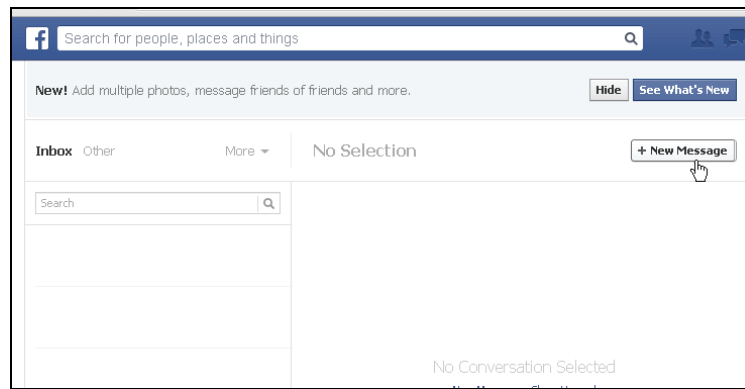 f Search for people, places and things
New! Add multiple photos, message friends of friends and more. Hide See What's New
Inbox Other More No Selection + New Message
Search
No Conversation Selected